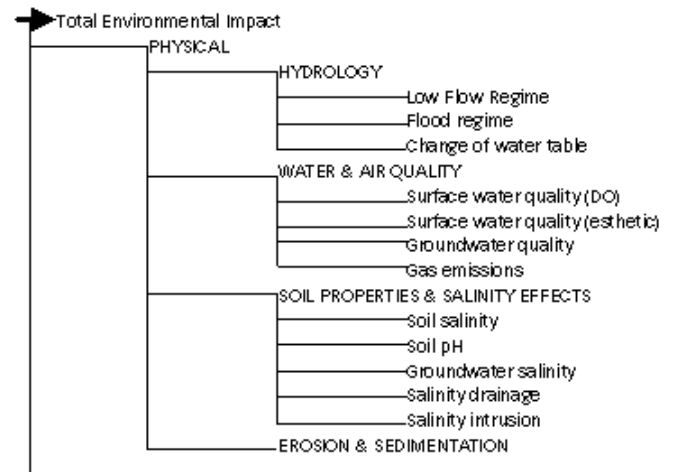 Total Environmental Impact
PHYSICAL
HYDROLOGY
Low Flow Regime
Flood regime
Change of water table
WATER & AIR QUALITY
Surface water quality (DO)
Surface water quality (esthetic)
Groundwater quality
Gas emissions
SOIL PROPERTIES & SALINITY EFFECTS
Soil salinity
Soil pH
Groundwater salinity
Salinity drainage
Salinity intrusion
EROSION & SEDIMENTATION